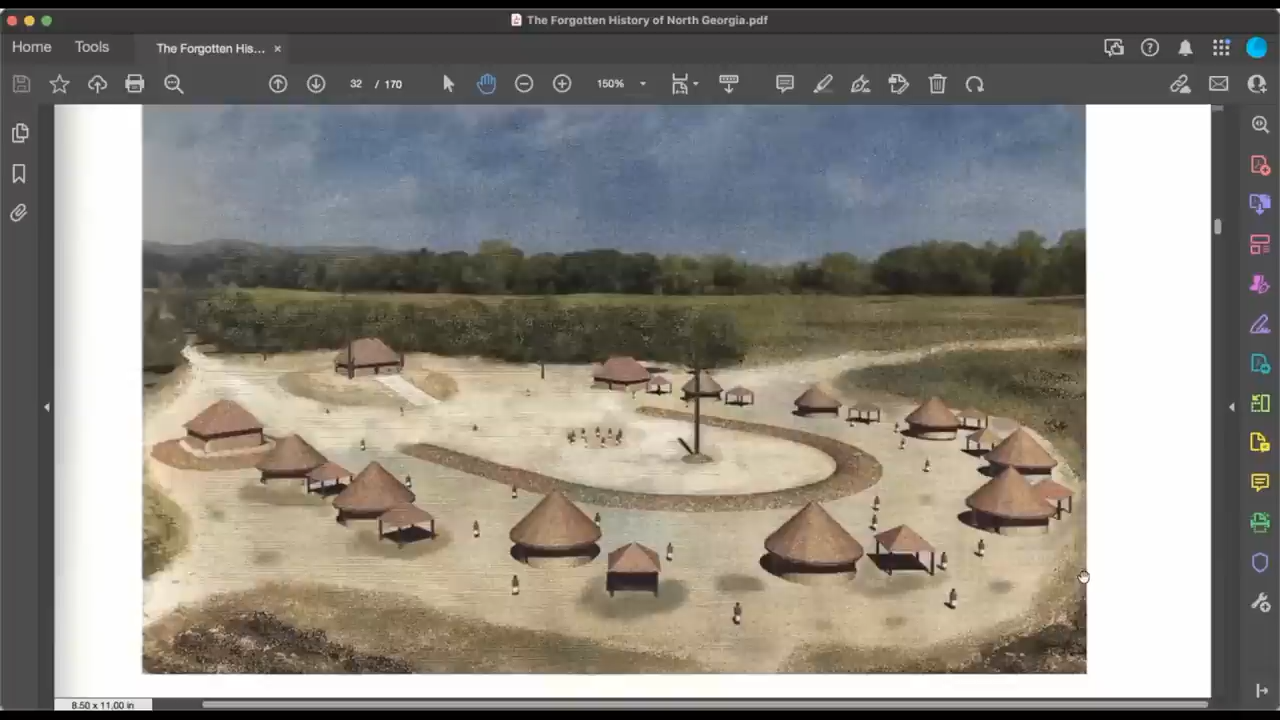 The Forgotten History of North Georgia.pdf
Home Tools The Forgotten His... ×
32 / 170 150%
8.50 x 11.00 in